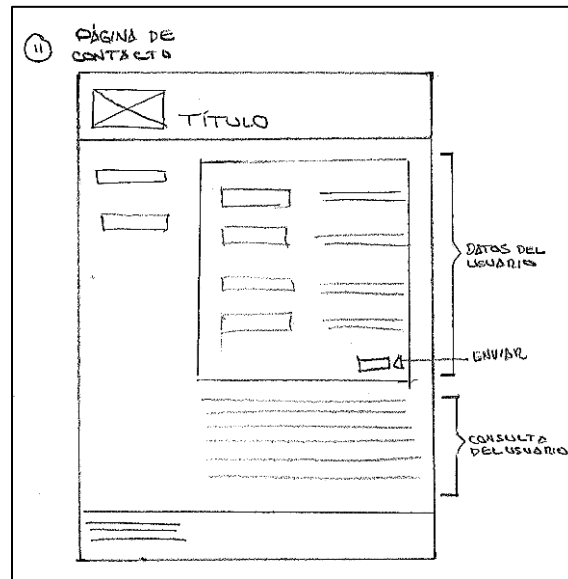 11
PÁGINA DE
CONTACTO
TÍTULO
DATOS DEL
USUARIO
ENVIAR
CONSULTA
DEL USUARIO